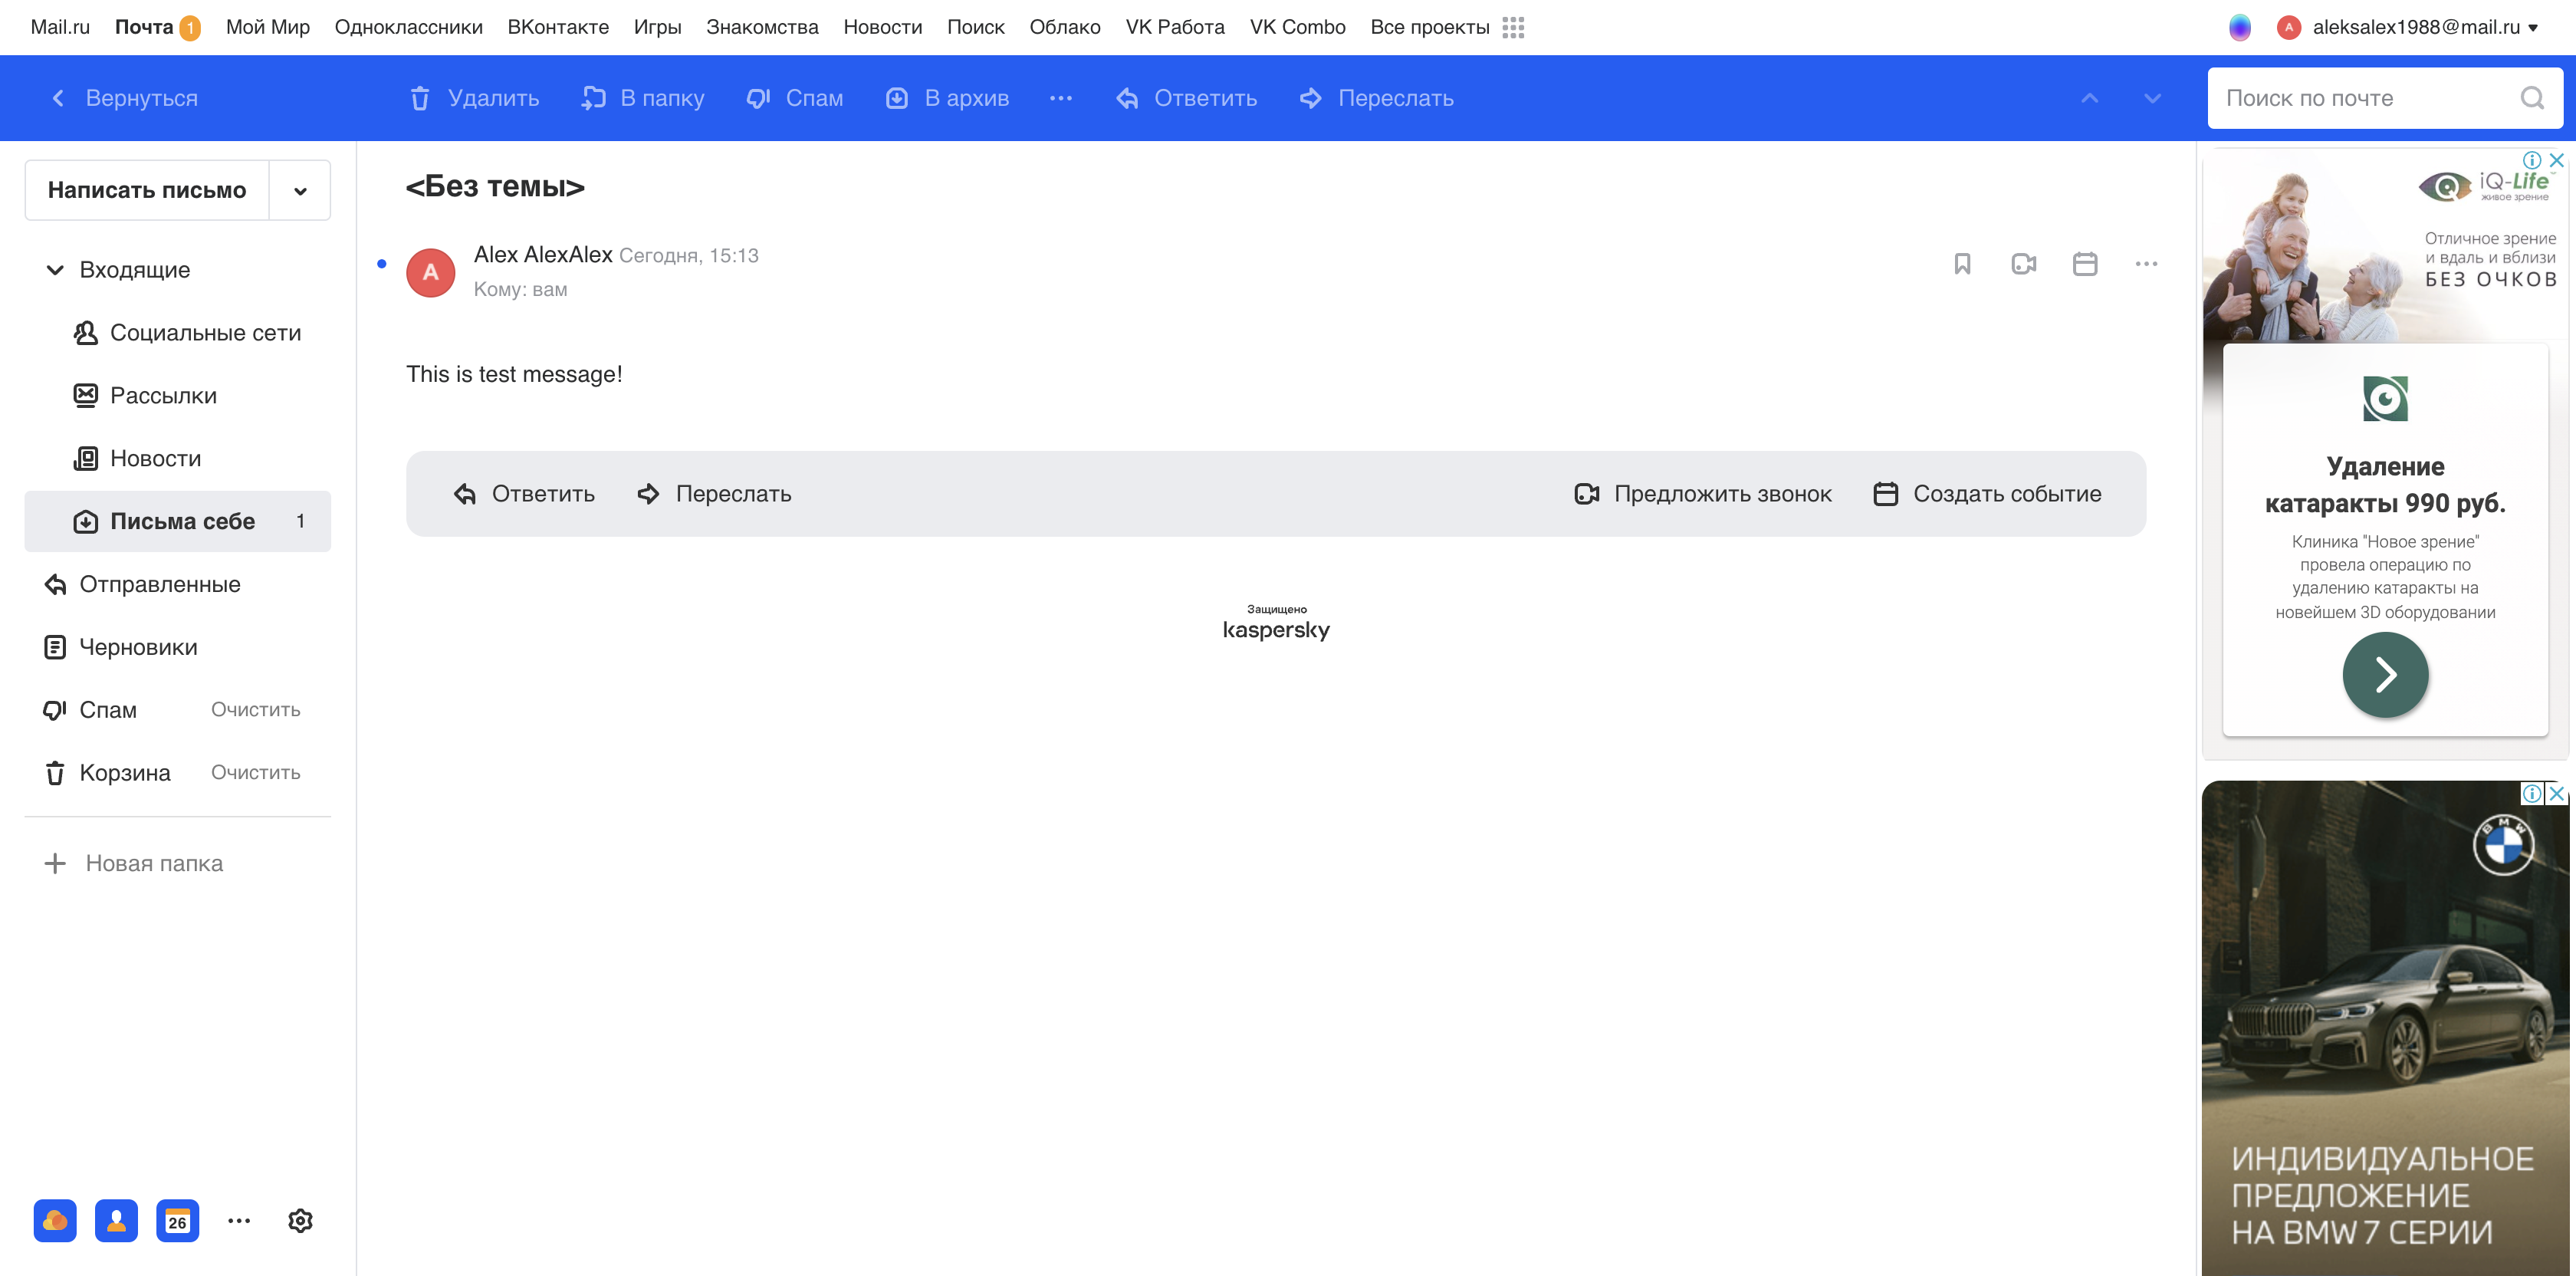 Mail.ru Почта 1 Мой Мир Одноклассники ВКонтакте Игры Знакомства Новости Поиск Облако VK Работа VK Combo Все проекты
A aleksalex1988@mail.ru
Вернуться Удалить В папку Спам В архив Ответить Переслать Поиск по почте
Написать письмо
Входящие
Социальные сети
Рассылки
Новости
Письма себе 1
Отправленные
Черновики
Спам Очистить
Корзина Очистить
Новая папка
26
<Без темы>
A
Alex AlexAlex Сегодня, 15:13
Кому: вам
This is test message!
Ответить Переслать Предложить звонок Создать событие
Защищено
kaspersky
iQ-Life
живое зрение
Отличное зрение
и вдаль и вблизи
БЕЗ ОЧКОВ
Удаление
катаракты 990 руб.
Клиника "Новое зрение"
провела операцию по
удалению катаракты на
новейшем 3D оборудовании
BMW
ИНДИВИДУАЛЬНОЕ
ПРЕДЛОЖЕНИЕ
НА BMW 7 СЕРИИ